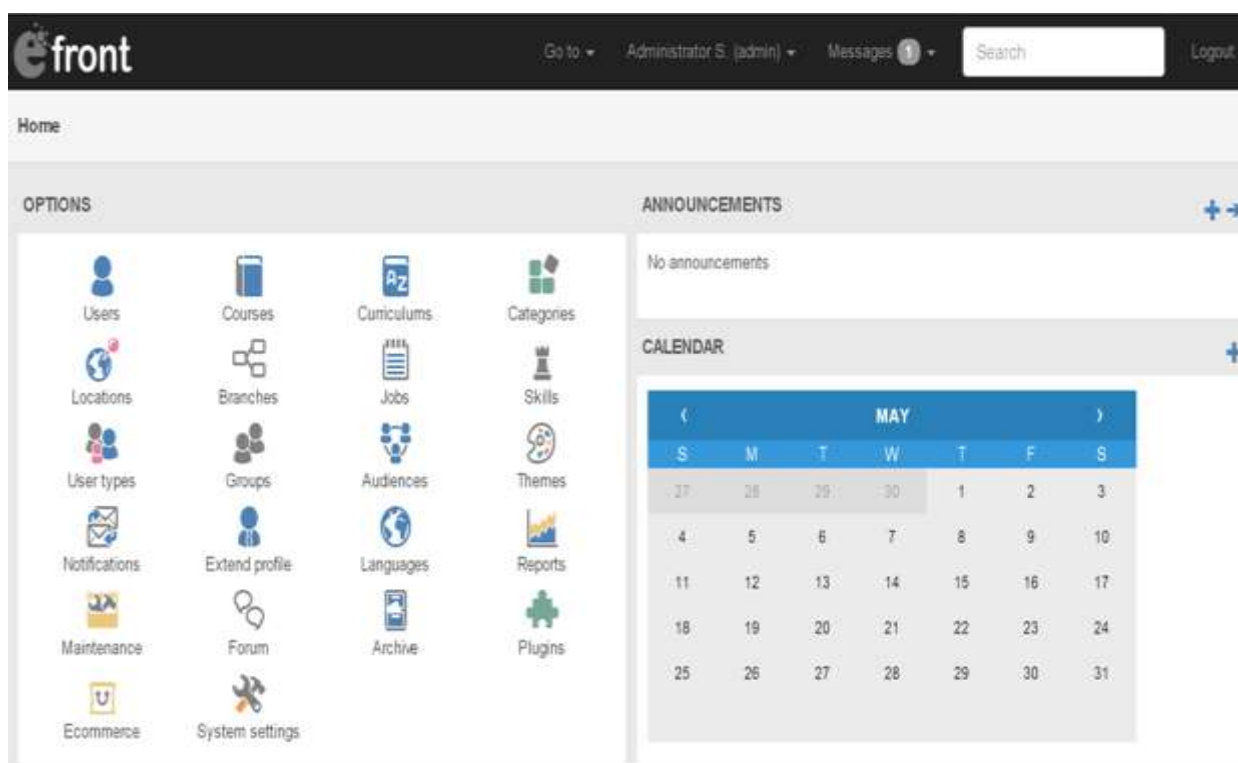 efront
Go to Administrator S. (admin) Messages 1 Search Logout
Home
OPTIONS
Users Courses Curriculums Categories
Locations Branches Jobs Skills
User types Groups Audiences Themes
Notifications Extend profile Languages Reports
Maintenance Forum Archive Plugins
Ecommerce System settings
ANNOUNCEMENTS
No announcements
CALENDAR
MAY
S M T W T F S
27 28 29 30 1 2 3
4 5 6 7 8 9 10
11 12 13 14 15 16 17
18 19 20 21 22 23 24
25 26 27 28 29 30 31